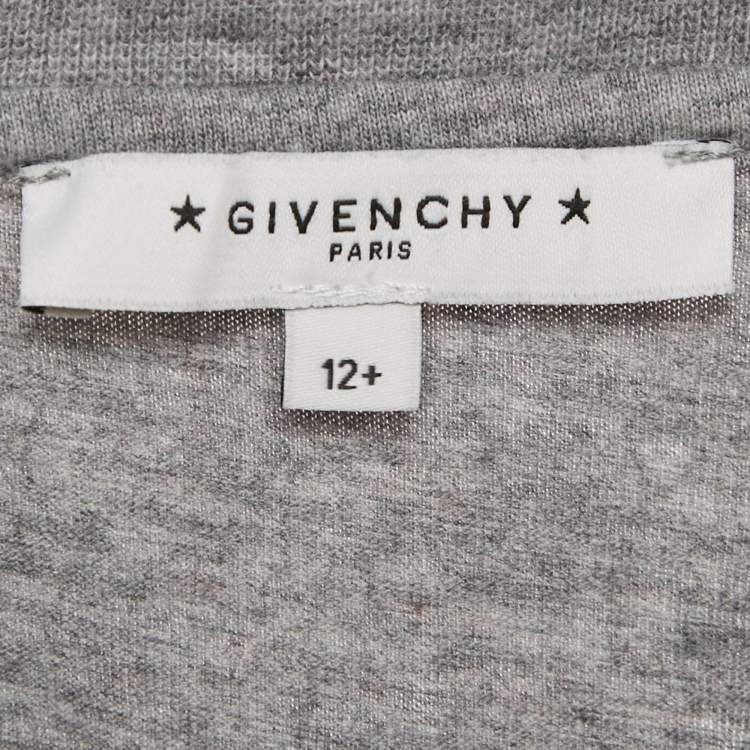 ★ GIVENCHY ★
PARIS
12+